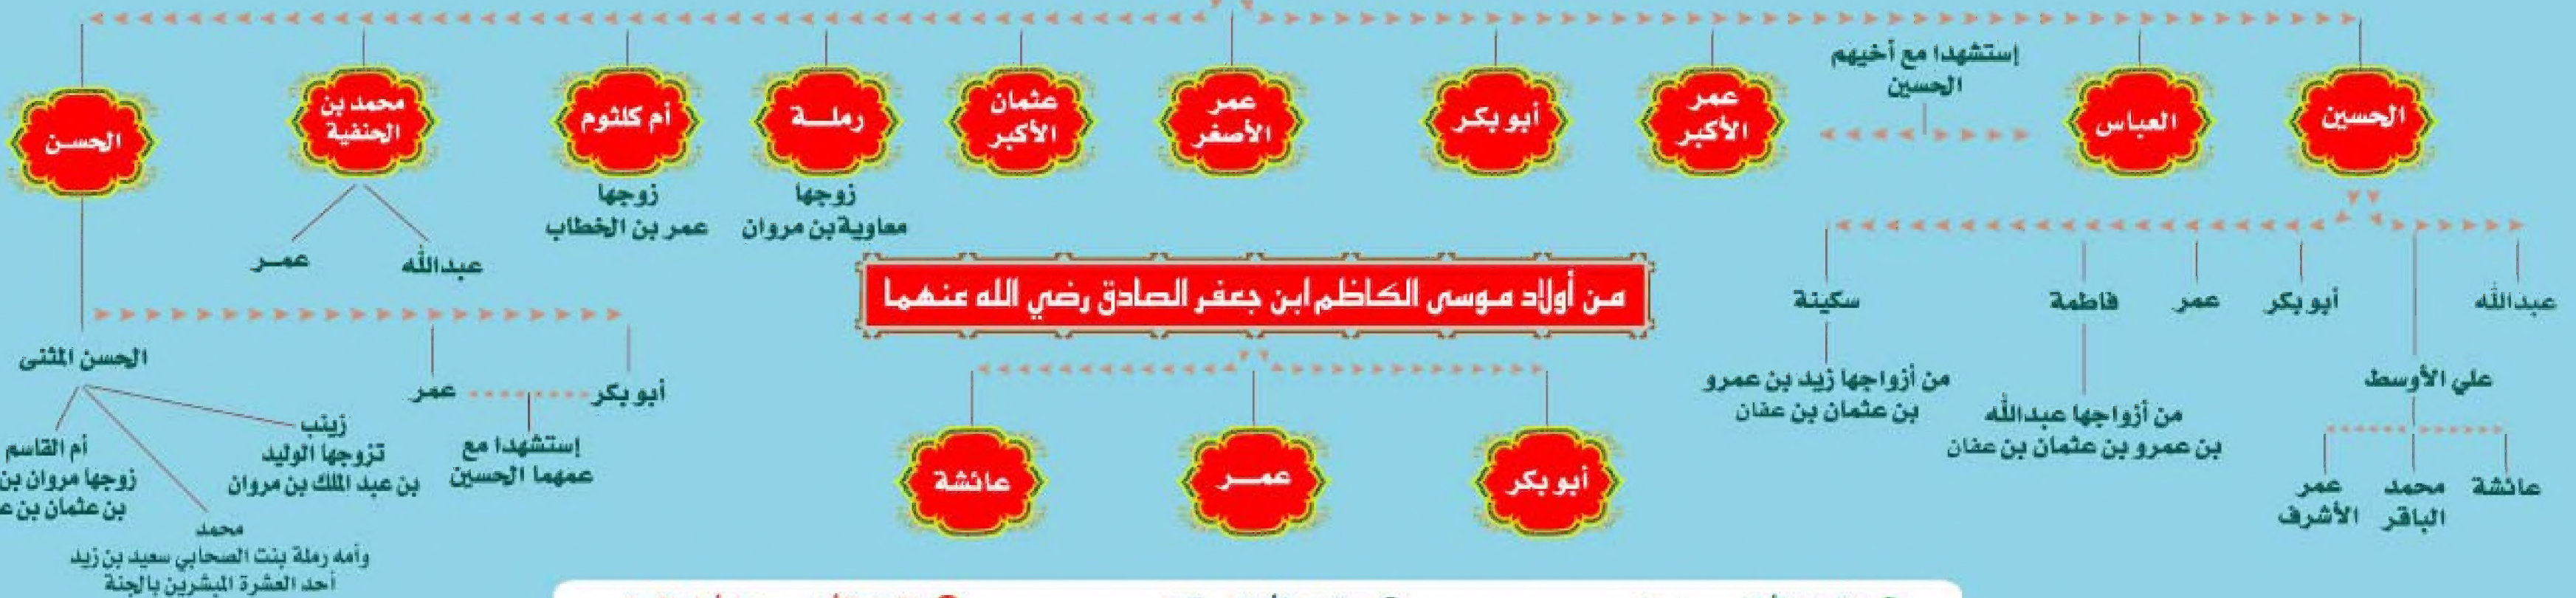 إستشهدا مع أخيهم
الحسين
الحسين
العباس
عمر
الأكبر
أبو بكر
عمر
الأصغر
عثمان
الأكبر
رملــة
زوجها
معاوية بن مروان
أم كلثوم
زوجها
عمر بن الخطاب
محمد بن
الحنفية
الحســن
عبدالله
عمــر
عبدالله
أبو بكر
عمر
فاطمة
سكينة
علي الأوسط
من أزواجها عبدالله
بن عمرو بن عثمان بن عفان
من أزواجها زيد بن عمرو
بن عثمان بن عفان
عائشة
محمد
الباقر
عمر
الأشرف
من أولاد موسى الكاظم ابن جعفر الصادق رضي الله عنهما
أبو بكر
عمــر
عائشة
أبو بكر
عمر
إستشهدا مع
عمهما الحسين
الحسن المثنى
زينب
تزوجها الوليد
بن عبد الملك بن مروان
أم القاسم
زوجها مروان بن
بن عثمان بن
محمد
وأمه رملة بنت الصحابي سعيد بن زيد
أحد العشرة المبشرين بالجنة